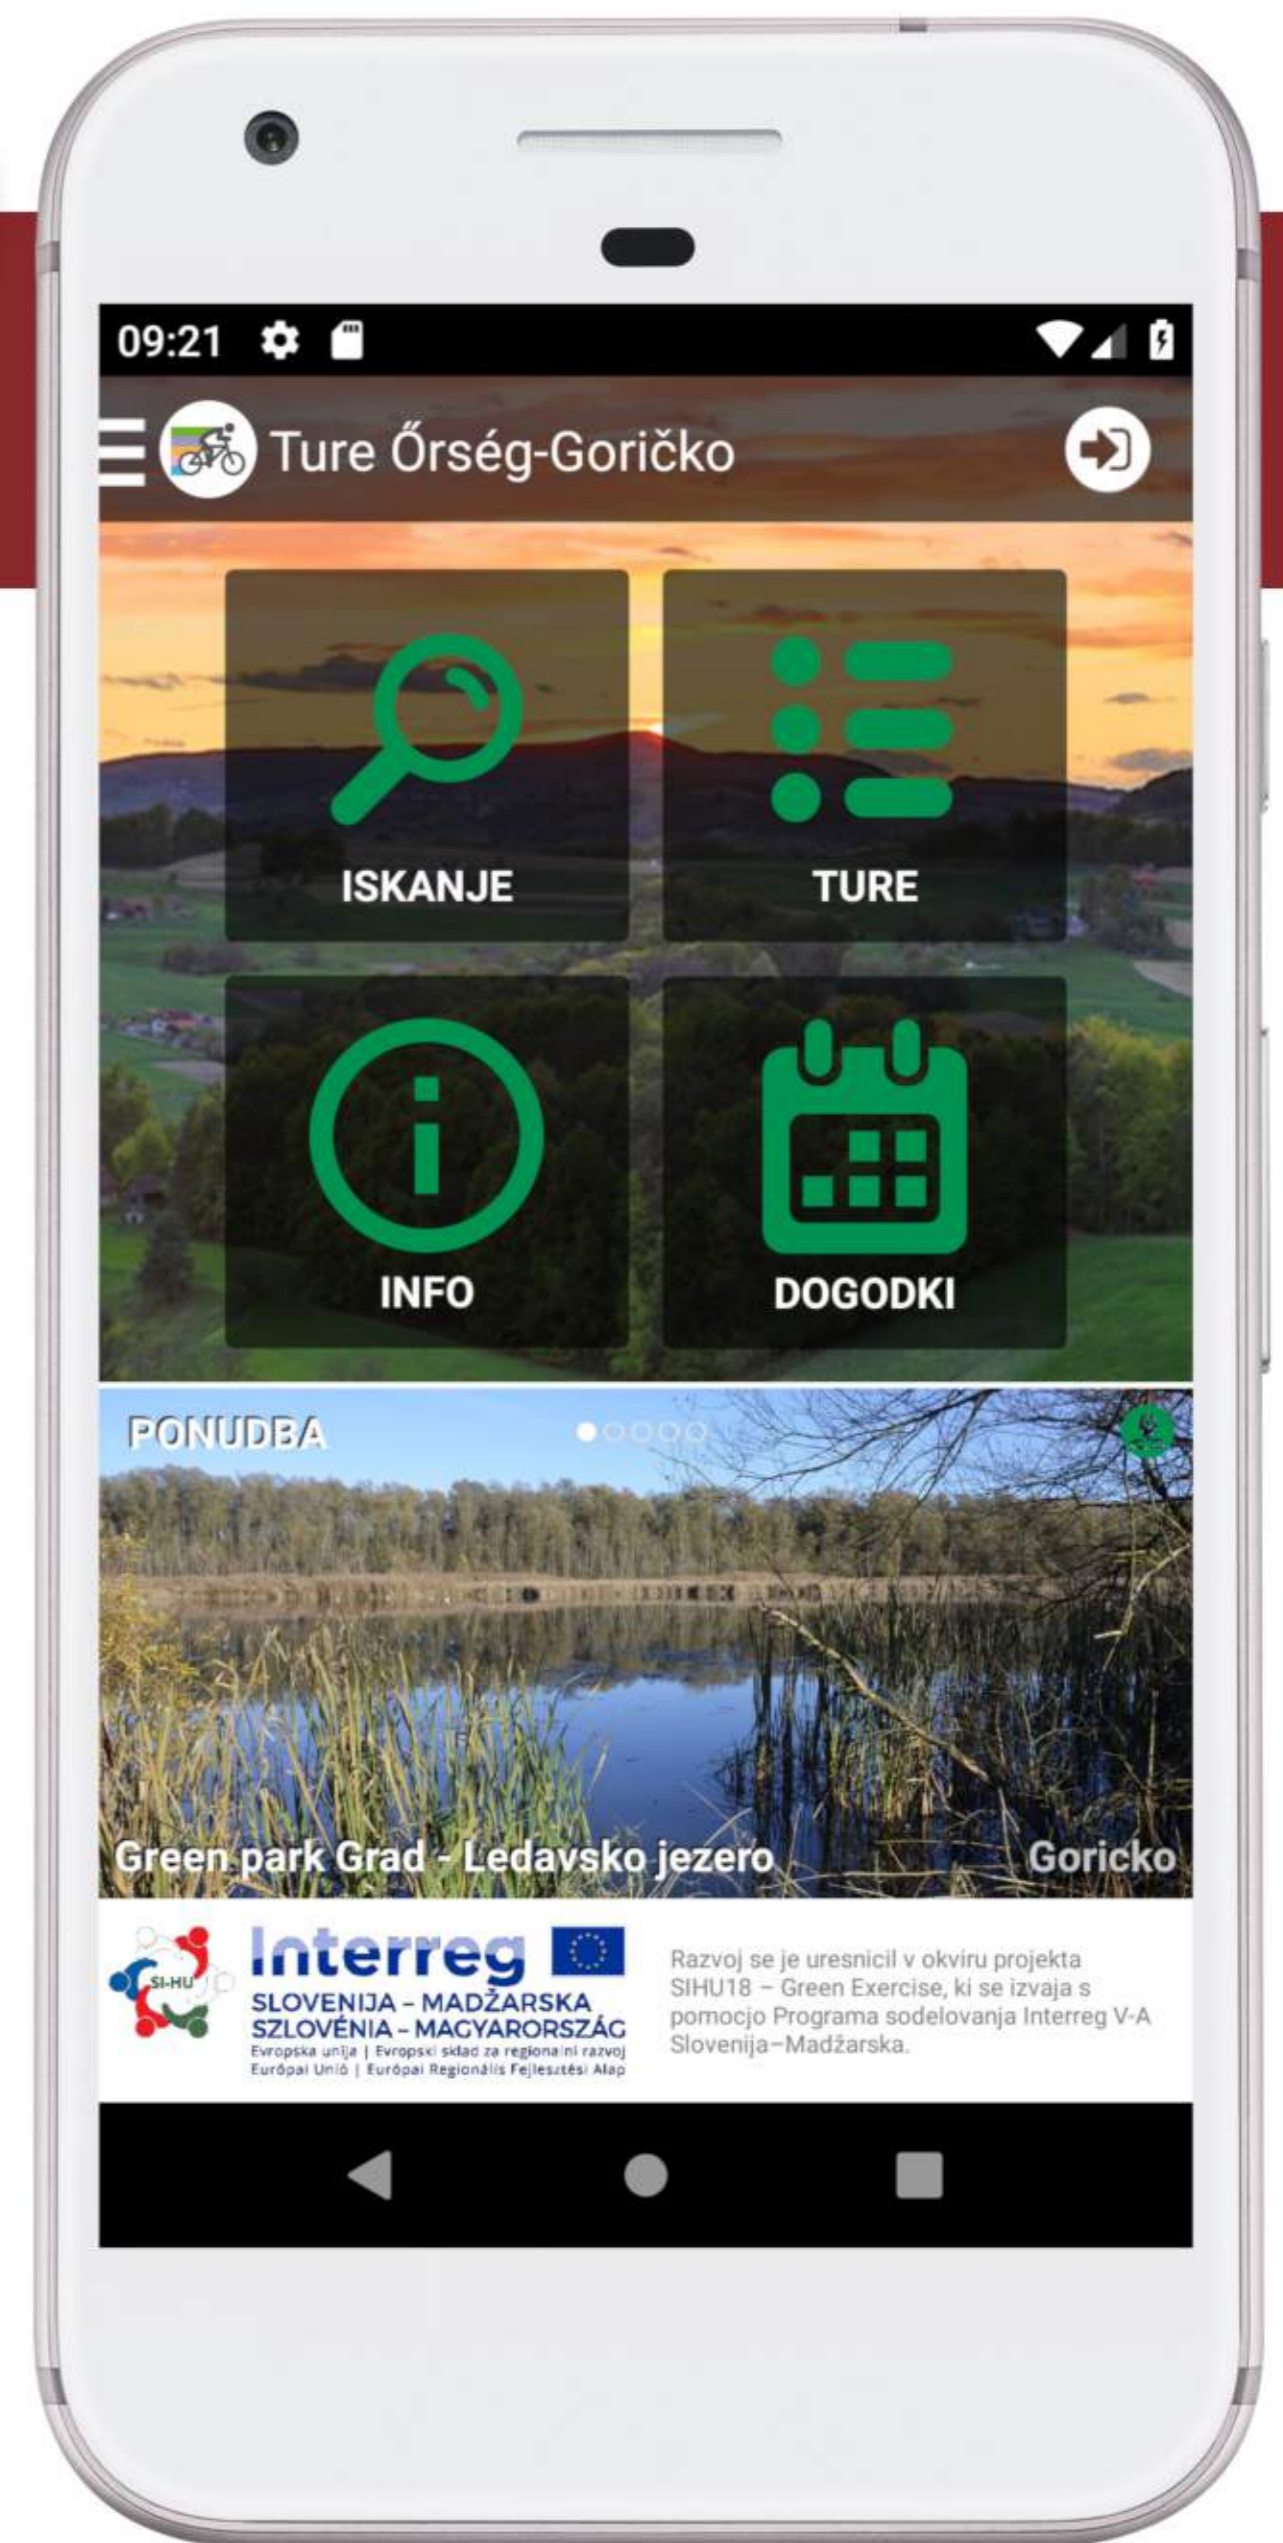 09:21
Ture Őrség-Goričko
ISKANJE
TURE
INFO
DOGODKI
PONUDBA
Green park Grad - Ledavsko jezero
Goricko
SI-HU
Interreg
SLOVENIJA – MADŽARSKA
SZLOVÉNIA – MAGYARORSZÁG
Evropska unija | Evropski sklad za regionalni razvoj
Európai Unió | Európai Regionális Fejlesztési Alap
Razvoj se je uresnicil v okviru projekta
SIHU18 – Green Exercise, ki se izvaja s
pomocjo Programa sodelovanja Interreg V-A
Slovenija–Madžarska.